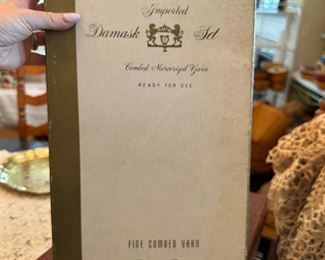 Imported
Damask Set
Combed Mercerized Yarn
READY FOR USE
FINE COMBED YARN